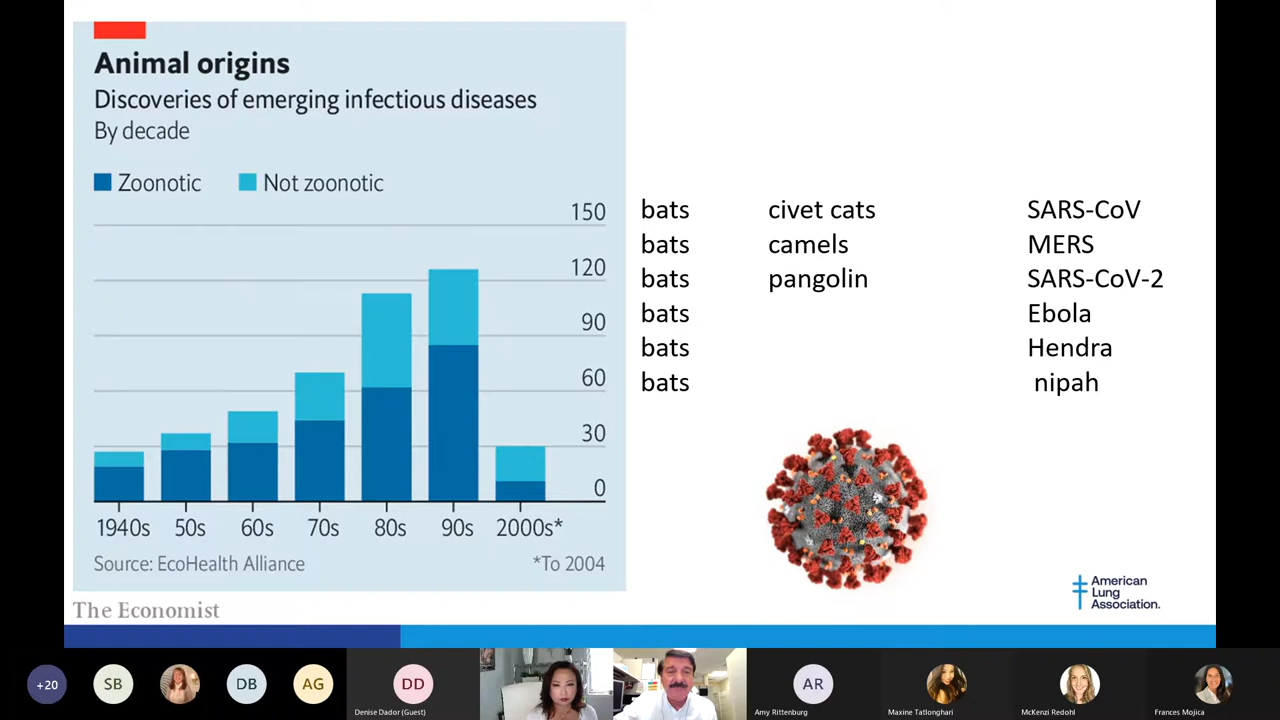 Animal origins
Discoveries of emerging infectious diseases
By decade
Zoonotic Not zoonotic
150
120
90
60
30
0
1940s 50s 60s 70s 80s 90s 2000s*
Source: EcoHealth Alliance *To 2004
The Economist
bats civet cats SARS-CoV
bats camels MERS
bats pangolin SARS-CoV-2
bats Ebola
bats Hendra
bats nipah
American
Lung
Association.
+20 SB DB AG DD AR
Denise Dador (Guest) Amy Rittenburg Maxine Tatlonghari McKenzi Redohl Frances Mojica